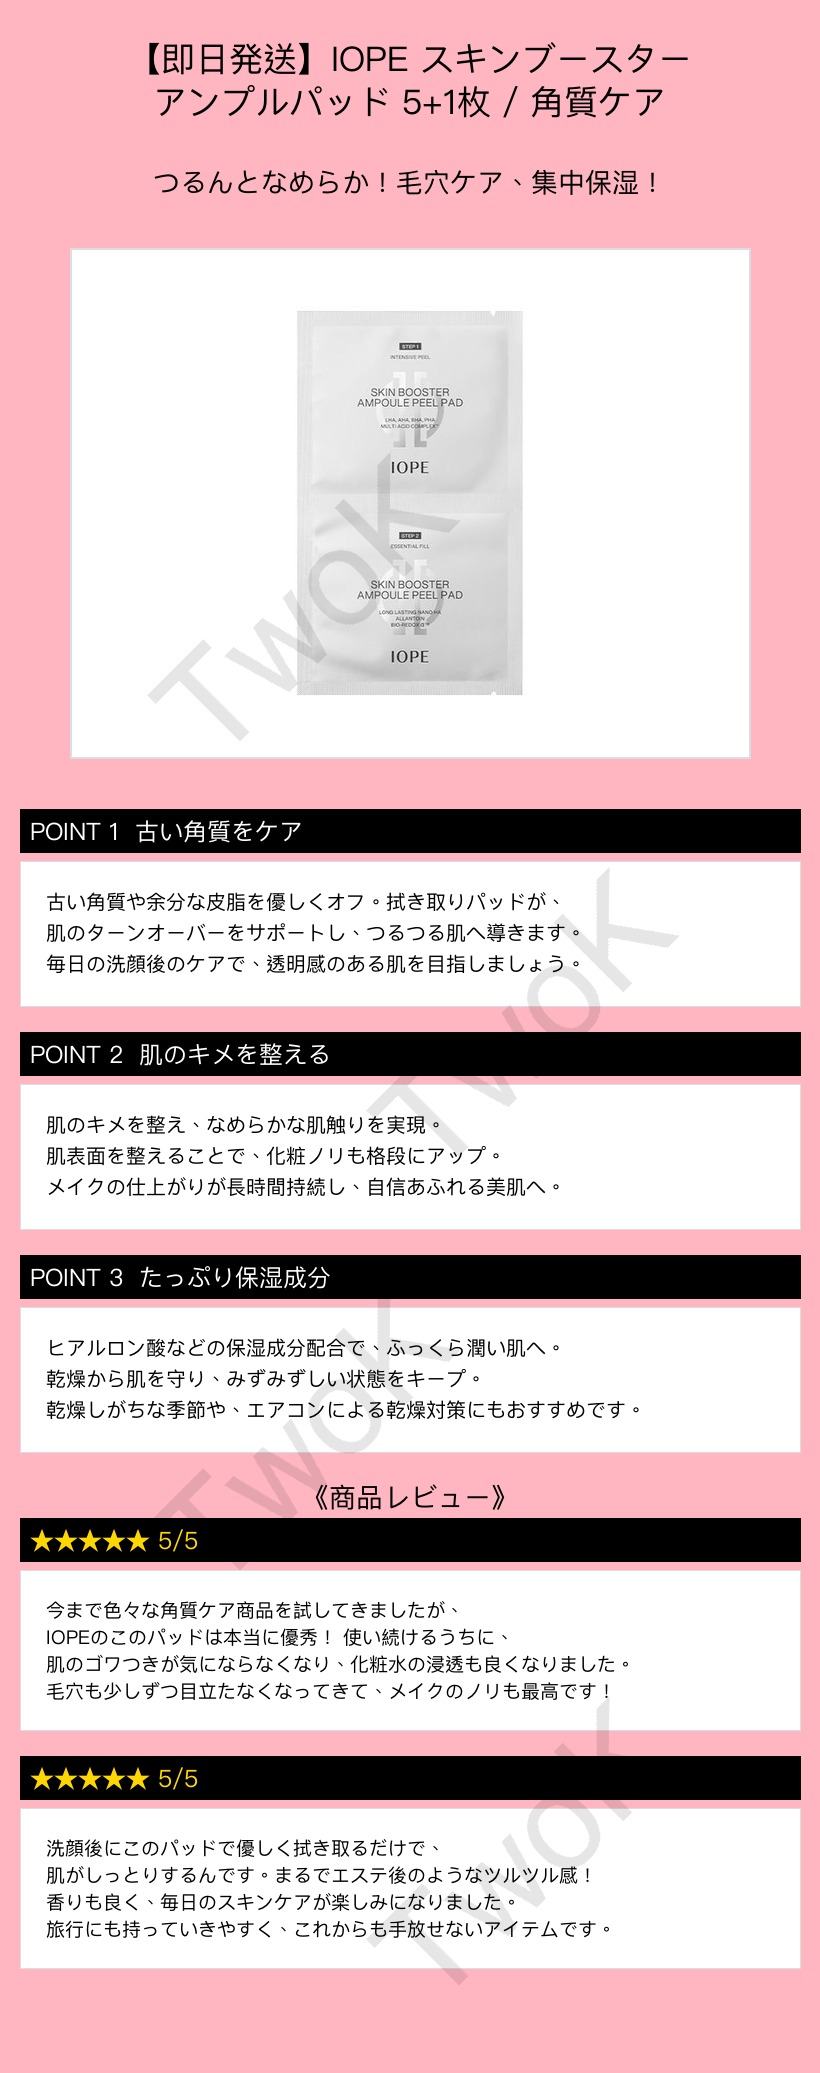 【即日発送】IOPE スキンブースター
アンプルパッド 5+1枚 / 角質ケア
つるんとなめらか！毛穴ケア、集中保湿！
STEP 1
INTENSIVE PEEL
SKIN BOOSTER
AMPOULE PEEL PAD
LHA, AHA, BHA, PHA
MULTI ACID COMPLEX™
IOPE
STEP 2
ESSENTIAL FILL
SKIN BOOSTER
AMPOULE PEEL PAD
LONG LASTING NANO HA
ALLANTOIN
IOPE
TwoK
POINT 1 古い角質をケア
古い角質や余分な皮脂を優しくオフ。拭き取りパッドが、
肌のターンオーバーをサポートし、つるつる肌へ導きます。
毎日の洗顔後のケアで、透明感のある肌を目指しましょう。
TwoK
POINT 2 肌のキメを整える
肌のキメを整え、なめらかな肌触りを実現。
肌表面を整えることで、化粧ノリも格段にアップ。
メイクの仕上がりが長時間持続し、自信あふれる美肌へ。
POINT 3 たっぷり保湿成分
ヒアルロン酸などの保湿成分配合で、ふっくら潤い肌へ。
乾燥から肌を守り、みずみずしい状態をキープ。
乾燥しがちな季節や、エアコンによる乾燥対策にもおすすめです。
TwoK
《商品レビュー》
★★★★★ 5/5
今まで色々な角質ケア商品を試してきましたが、
IOPEのこのパッドは本当に優秀！ 使い続けるうちに、
肌のゴワつきが気にならなくなり、化粧水の浸透も良くなりました。
毛穴も少しずつ目立たなくなってきて、メイクのノリも最高です！
★★★★★ 5/5
洗顔後にこのパッドで優しく拭き取るだけで、
肌がしっとりするんです。まるでエステ後のようなツルツル感！
香りも良く、毎日のスキンケアが楽しみになりました。
旅行にも持っていきやすく、これからも手放せないアイテムです。
TwoK